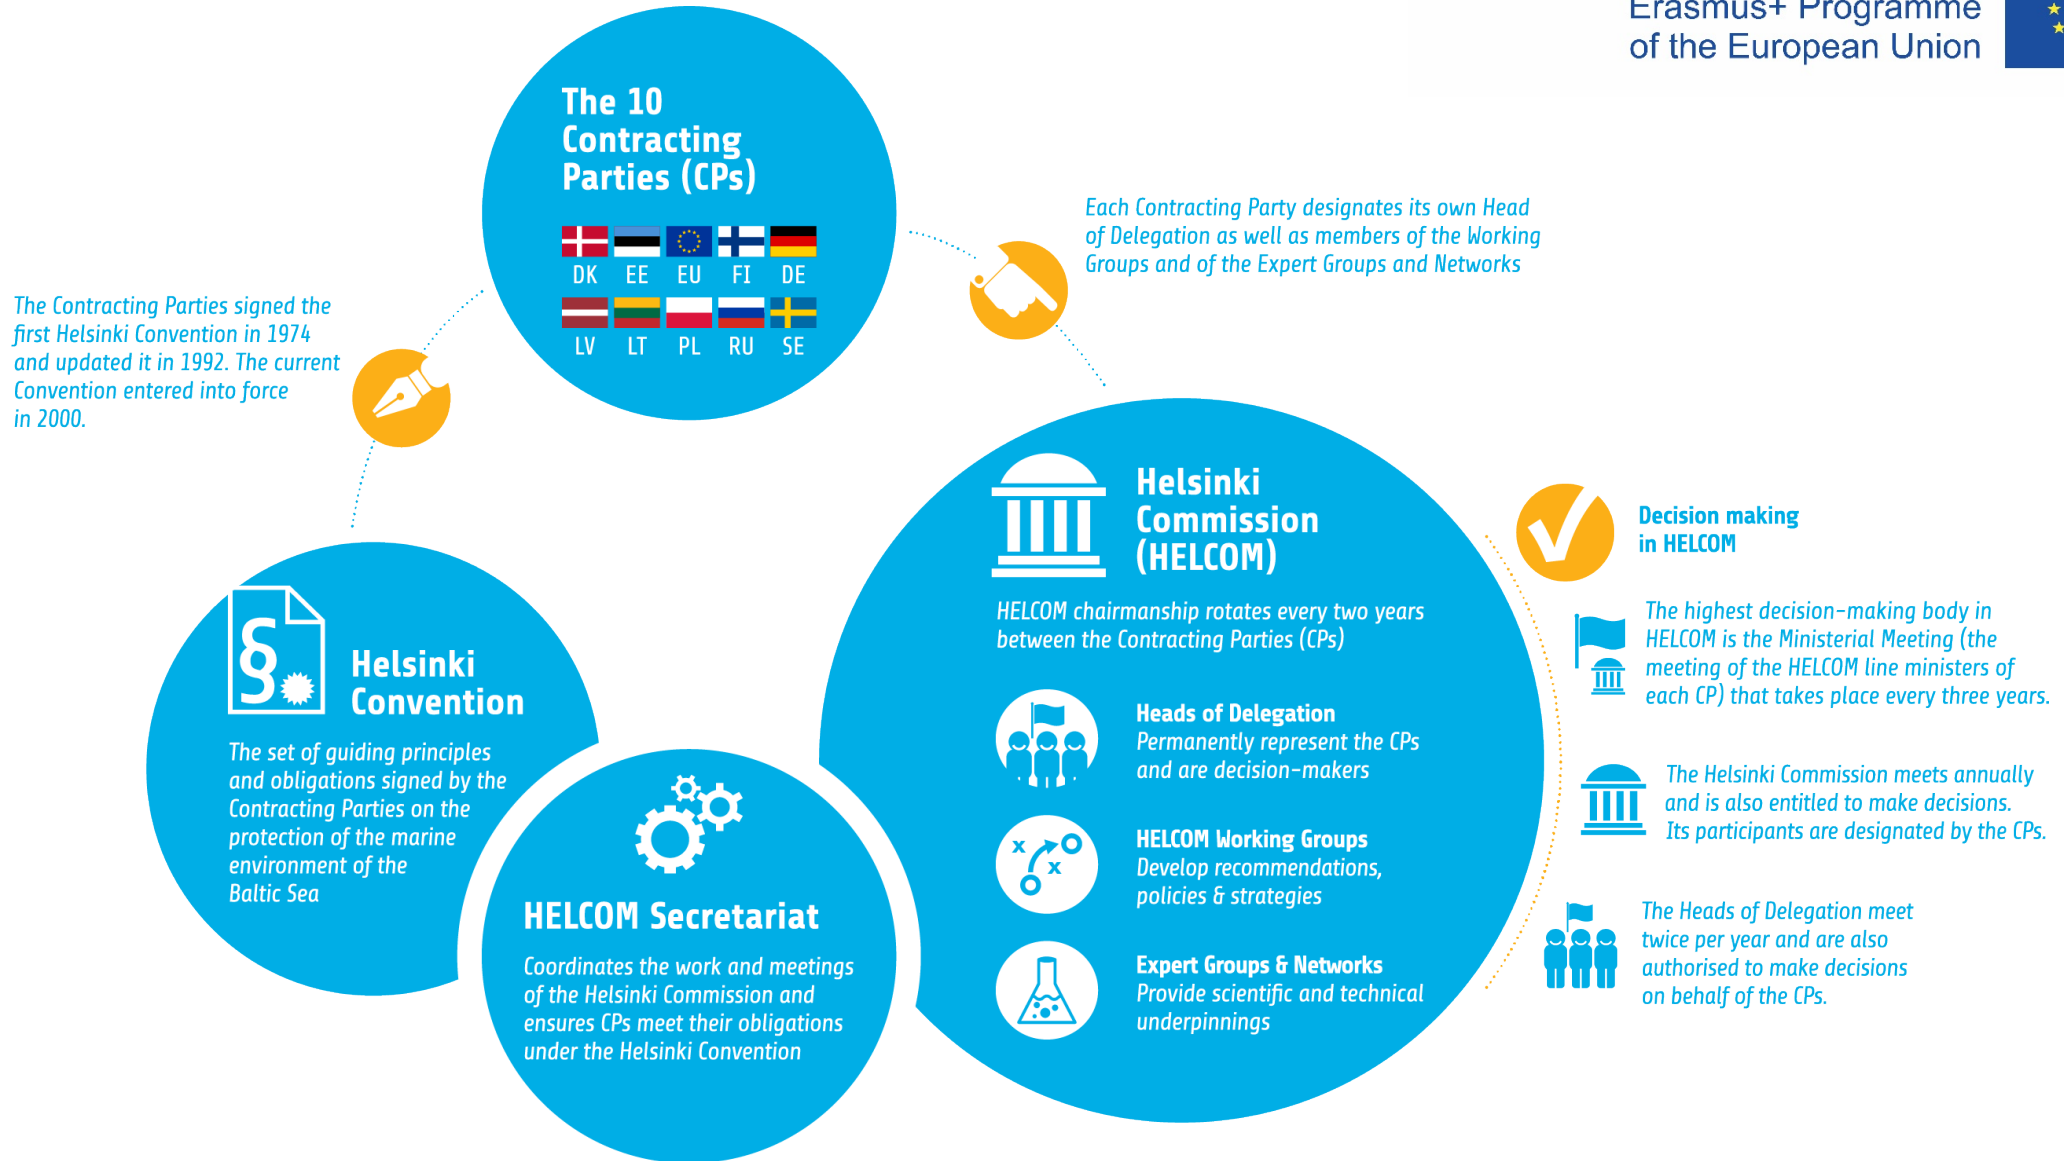 Erasmus+ Programme
of the European Union
The 10
Contracting
Parties (CPs)
DK EE EU FI DE
LV LT PL RU SE
Each Contracting Party designates its own Head
of Delegation as well as members of the Working
Groups and of the Expert Groups and Networks
The Contracting Parties signed the
first Helsinki Convention in 1974
and updated it in 1992. The current
Convention entered into force
in 2000.
Helsinki
Commission
(HELCOM)
HELCOM chairmanship rotates every two years
between the Contracting Parties (CPs)
Heads of Delegation
Permanently represent the CPs
and are decision-makers
HELCOM Working Groups
Develop recommendations,
policies & strategies
Expert Groups & Networks
Provide scientific and technical
underpinnings
Decision making
in HELCOM
The highest decision-making body in
HELCOM is the Ministerial Meeting (the
meeting of the HELCOM line ministers of
each CP) that takes place every three years.
The Helsinki Commission meets annually
and is also entitled to make decisions.
Its participants are designated by the CPs.
The Heads of Delegation meet
twice per year and are also
authorised to make decisions
on behalf of the CPs.
§
Helsinki
Convention
The set of guiding principles
and obligations signed by the
Contracting Parties on the
protection of the marine
environment of the
Baltic Sea
HELCOM Secretariat
Coordinates the work and meetings
of the Helsinki Commission and
ensures CPs meet their obligations
under the Helsinki Convention